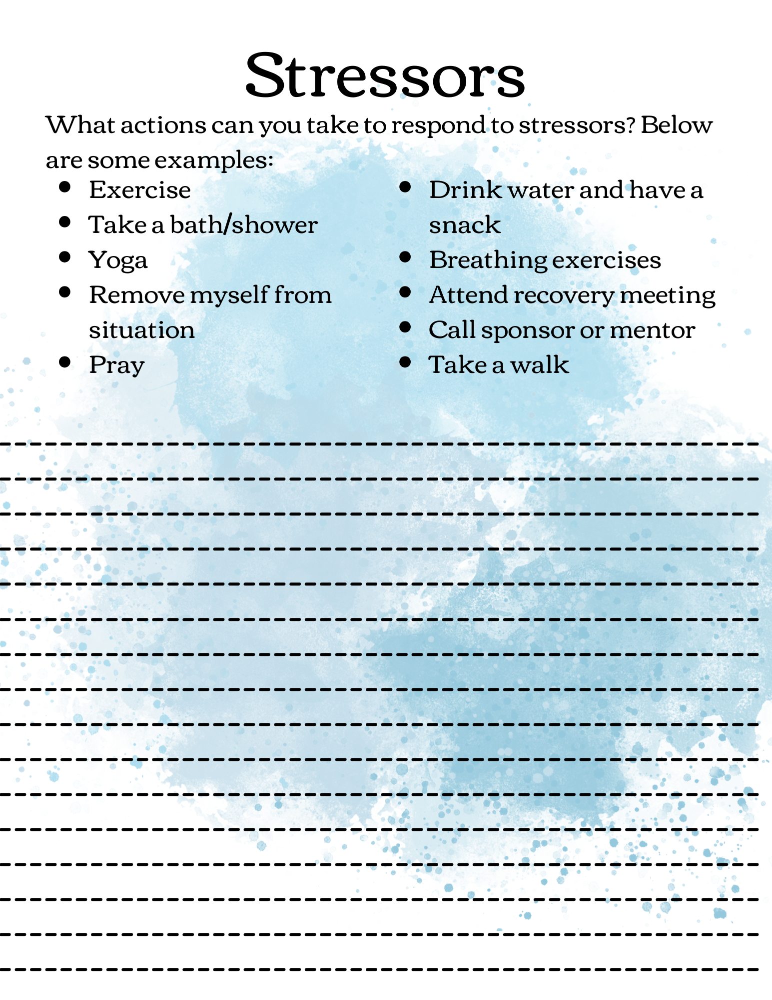 Stressors
What actions can you take to respond to stressors? Below
are some examples:
• Exercise
• Take a bath/shower
• Yoga
• Remove myself from
situation
• Pray
• Drink water and have a
snack
• Breathing exercises
• Attend recovery meeting
• Call sponsor or mentor
• Take a walk